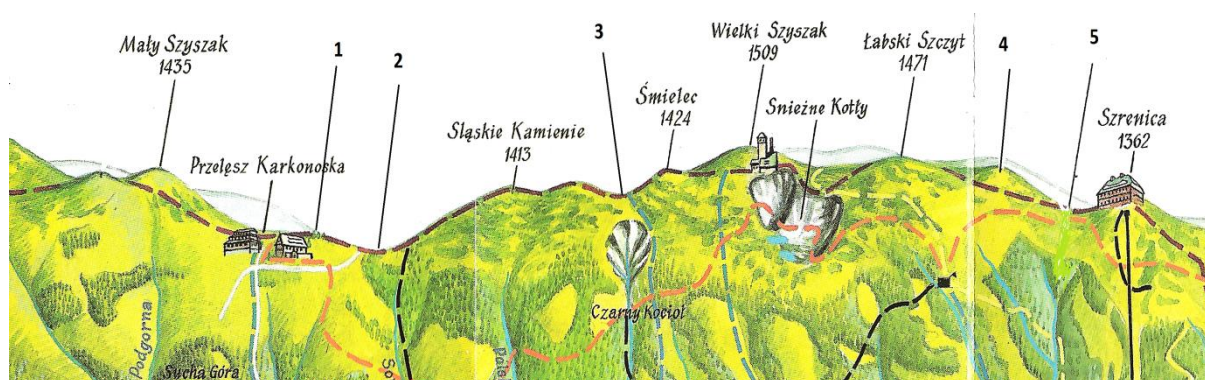 Mały Szyszak
1435
1
2
3
Wielki Szyszak
1509
Łabski Szczyt
1471
4
5
Śmielec
1424
Śnieżne Kotły
Szrenica
1362
Śląskie Kamienie
1413
Przełęsz Karkonoska
Czarny Kocioł
Podgorna
Sucha Góra